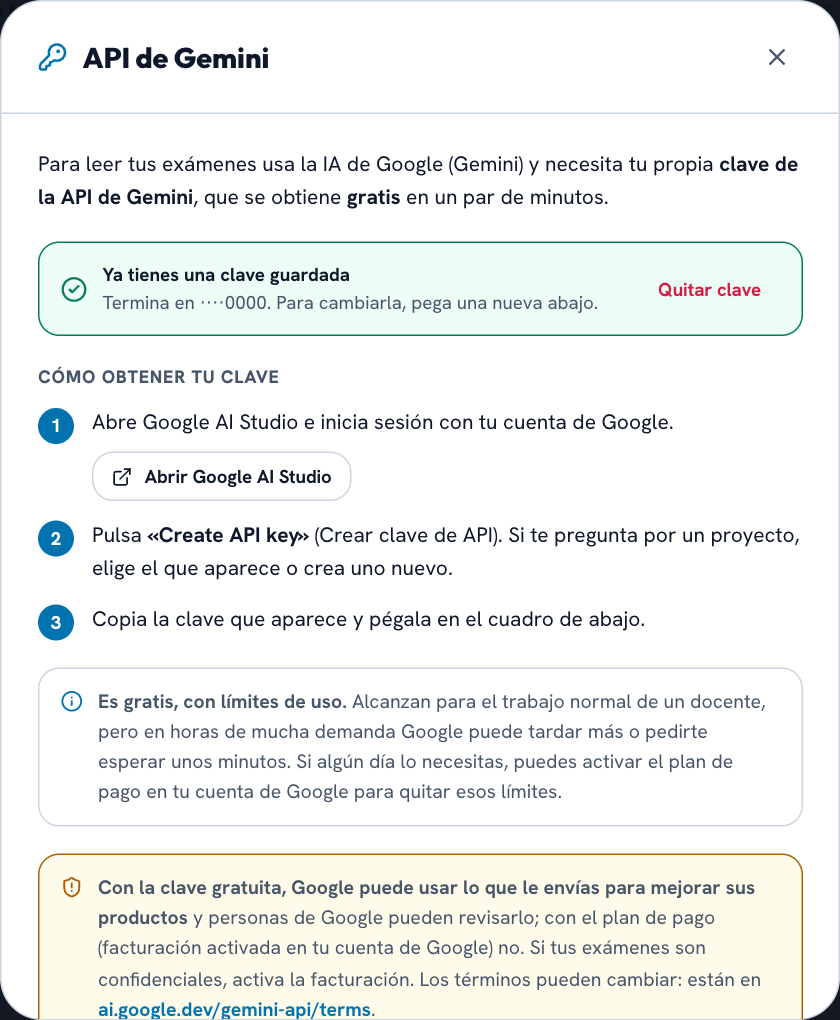 API de Gemini
Para leer tus exámenes usa la IA de Google (Gemini) y necesita tu propia clave de
la API de Gemini, que se obtiene gratis en un par de minutos.
Ya tienes una clave guardada
Termina en ····0000. Para cambiarla, pega una nueva abajo.
Quitar clave
CÓMO OBTENER TU CLAVE
1 Abre Google AI Studio e inicia sesión con tu cuenta de Google.
Abrir Google AI Studio
2 Pulsa «Create API key» (Crear clave de API). Si te pregunta por un proyecto,
elige el que aparece o crea uno nuevo.
3 Copia la clave que aparece y pégala en el cuadro de abajo.
Es gratis, con límites de uso. Alcanzan para el trabajo normal de un docente,
pero en horas de mucha demanda Google puede tardar más o pedirte
esperar unos minutos. Si algún día lo necesitas, puedes activar el plan de
pago en tu cuenta de Google para quitar esos límites.
Con la clave gratuita, Google puede usar lo que le envías para mejorar sus
productos y personas de Google pueden revisarlo; con el plan de pago
(facturación activada en tu cuenta de Google) no. Si tus exámenes son
confidenciales, activa la facturación. Los términos pueden cambiar: están en
ai.google.dev/gemini-api/terms.